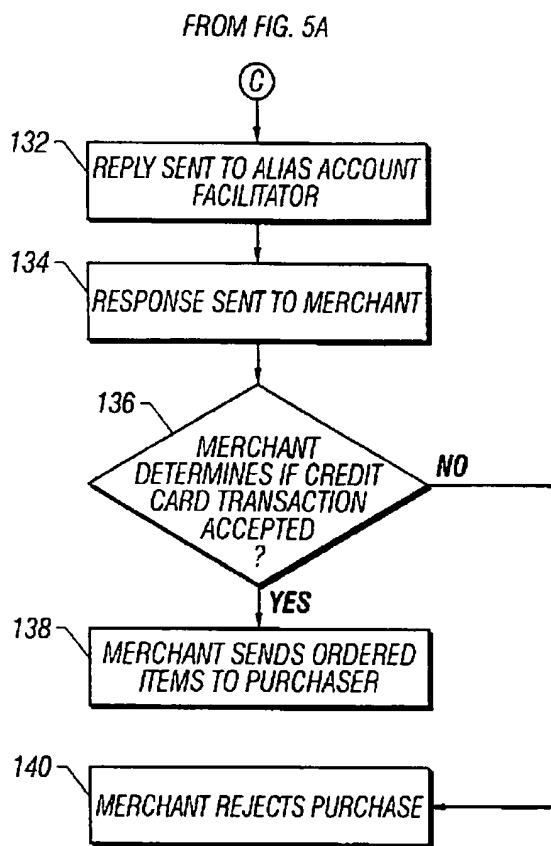 FROM FIG. 5A
C
132
REPLY SENT TO ALIAS ACCOUNT
FACILITATOR
134
RESPONSE SENT TO MERCHANT
136
MERCHANT
DETERMINES IF CREDIT
CARD TRANSACTION
ACCEPTED
?
NO
YES
138
MERCHANT SENDS ORDERED
ITEMS TO PURCHASER
140
MERCHANT REJECTS PURCHASE